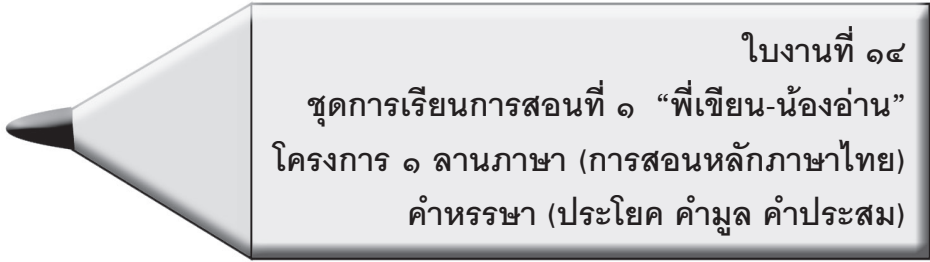 ใบงานที่ ๑๔
ชุดการเรียนการสอนที่ ๑ “พี่เขียน-น้องอ่าน”
โครงการ ๑ ลานภาษา (การสอนหลักภาษาไทย)
คำหรรษา (ประโยค คำมูล คำประสม)